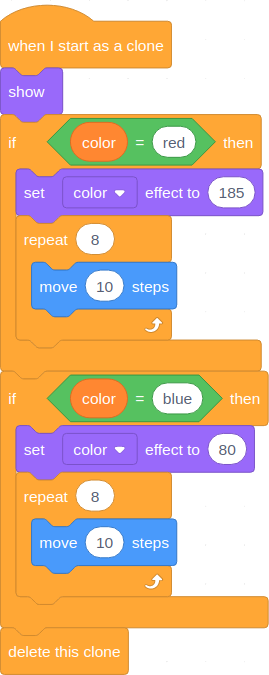 when I start as a clone
show
if color = red then
set color effect to 185
repeat 8
move 10 steps
if color = blue then
set color effect to 80
repeat 8
move 10 steps
delete this clone